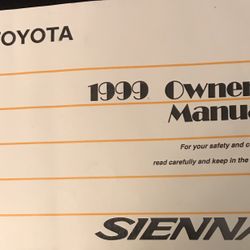 TOYOTA
1999 Owner
Manua
For your safety and c
read carefully and keep in the
SIENN